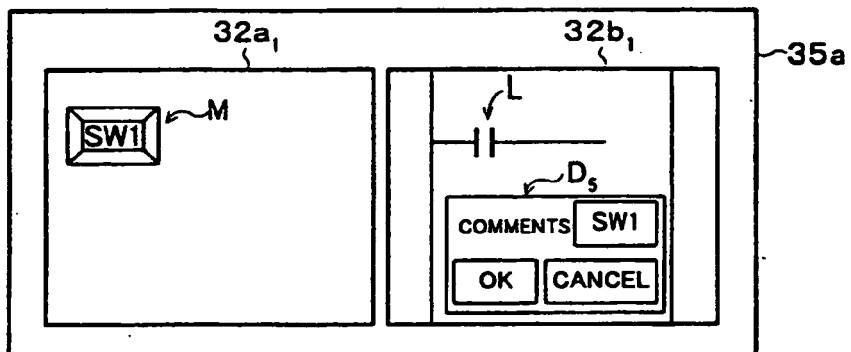 32a₁ 32b₁
35a
SW1 M L
D₅
COMMENTS SW1
OK CANCEL